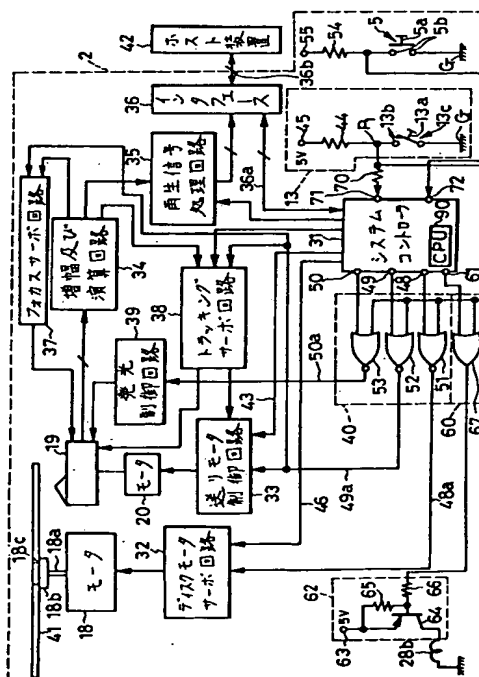 2
42
ホスト装置
36b
36
インタフェース
35
再生信号
処理回路
36a
フォーカスサーボ回路
37
増幅及び
演算回路
34
トラッキング
サーボ回路
38
発光
制御回路
39
19
モータ
20
送りモータ
制御回路
33
43
46
49a
50a
48a
41
18c
18a
18b
モータ
18
ディスクモータ
サーボ回路
32
システム
コントローラ
31
CPU
90
50
49
48
61
71
72
70
P1
13
5V
45
44
13b
13a
13c
G
55
54
5
5a
5b
G
40
53
52
51
60
67
62
5V
63
65
66
64
28b